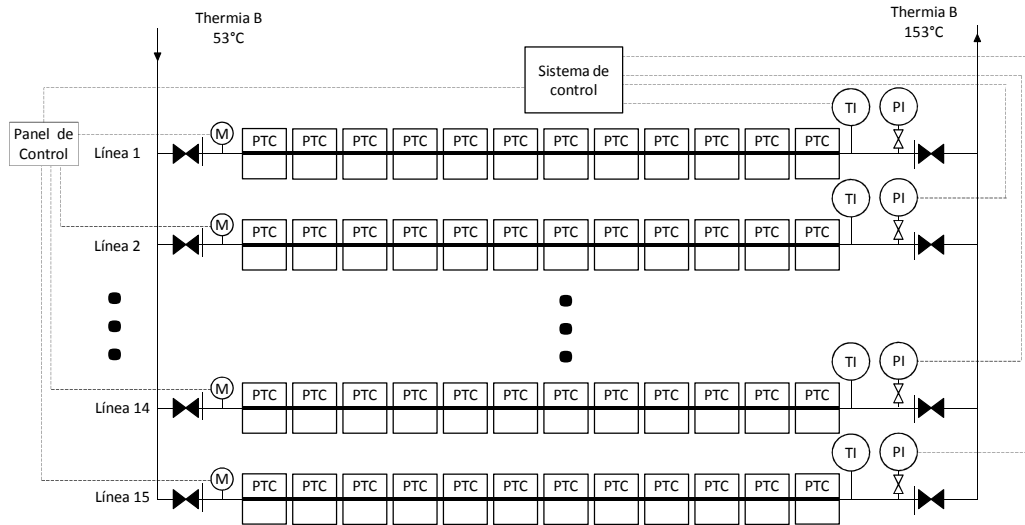 Thermia B
53°C
Thermia B
153°C
Sistema de
control
Panel de
Control
TI
PI
M
Línea 1
PTC PTC PTC PTC PTC PTC PTC PTC PTC PTC PTC PTC
TI
PI
M
Línea 2
PTC PTC PTC PTC PTC PTC PTC PTC PTC PTC PTC PTC
TI
PI
M
Línea 14
PTC PTC PTC PTC PTC PTC PTC PTC PTC PTC PTC PTC
TI
PI
M
Línea 15
PTC PTC PTC PTC PTC PTC PTC PTC PTC PTC PTC PTC